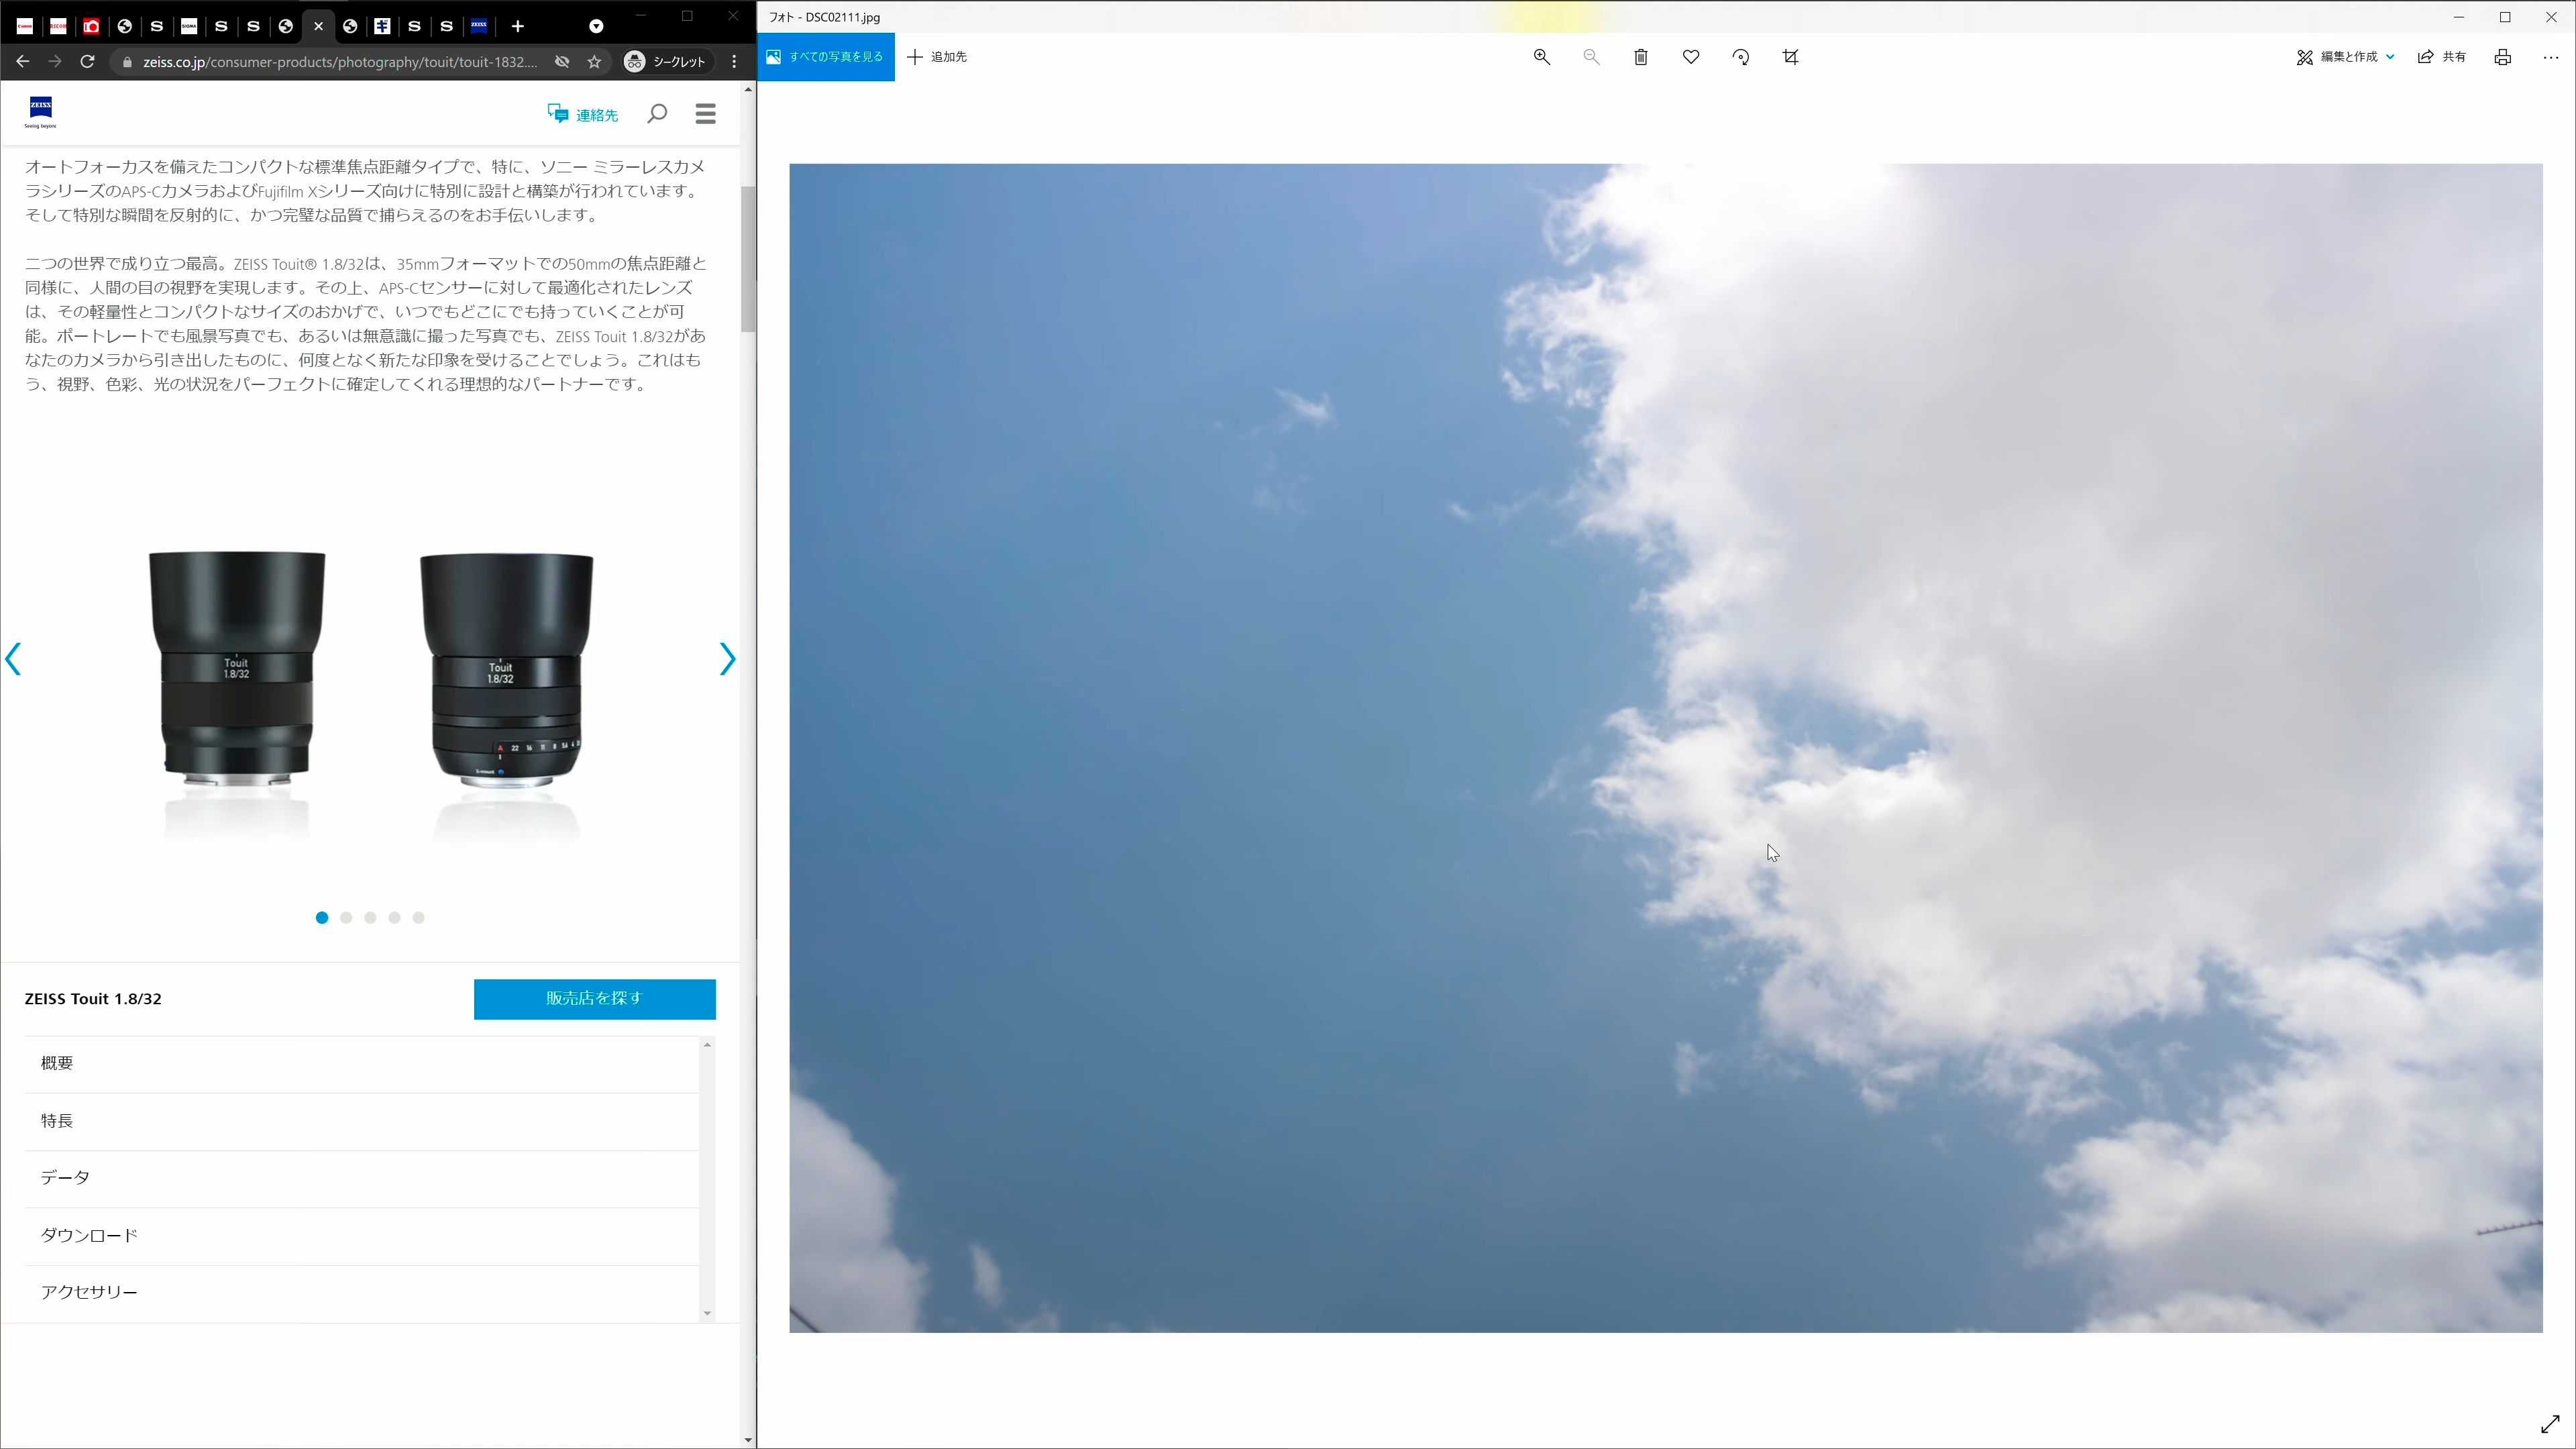 Canon
RICOH
SIGMA
ZEISS
zeiss.co.jp/consumer-products/photography/touit/touit-1832....
シークレット
ZEISS
Seeing beyond
連絡先
オートフォーカスを備えたコンパクトな標準焦点距離タイプで、特に、ソニー ミラーレスカメ
ラシリーズのAPS-CカメラおよびFujifilm Xシリーズ向けに特別に設計と構築が行われています。
そして特別な瞬間を反射的に、かつ完璧な品質で捕らえるのをお手伝いします。
二つの世界で成り立つ最高。ZEISS Touit® 1.8/32は、35mmフォーマットでの50mmの焦点距離と
同様に、人間の目の視野を実現します。その上、APS-Cセンサーに対して最適化されたレンズ
は、その軽量性とコンパクトなサイズのおかげで、いつでもどこにでも持っていくことが可
能。ポートレートでも風景写真でも、あるいは無意識に撮った写真でも、ZEISS Touit 1.8/32があ
なたのカメラから引き出したものに、何度となく新たな印象を受けることでしょう。これはも
う、視野、色彩、光の状況をパーフェクトに確定してくれる理想的なパートナーです。
Touit
1.8/32
Touit
1.8/32
A 22 16 11 8 5.6 4
ZEISS Touit 1.8/32
販売店を探す
概要
特長
データ
ダウンロード
アクセサリー
フォト - DSC02111.jpg
すべての写真を見る
追加先
編集と作成
共有